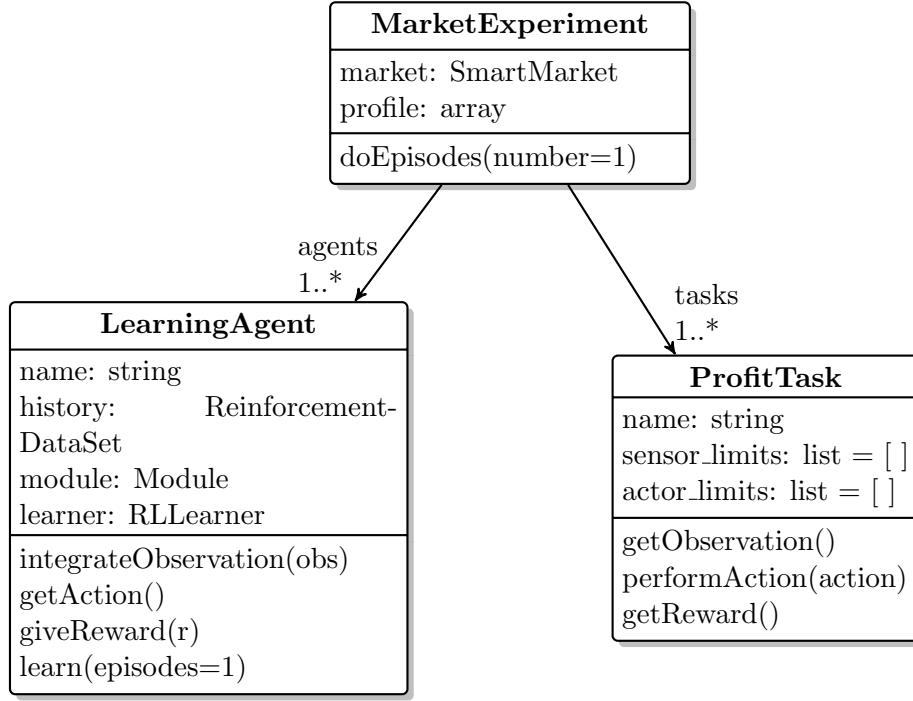 MarketExperiment
market: SmartMarket
profile: array
doEpisodes(number=1)
agents
1..*
tasks
1..*
LearningAgent
name: string
history: Reinforcement-
DataSet
module: Module
learner: RLLearner
integrateObservation(obs)
getAction()
giveReward(r)
learn(episodes=1)
ProfitTask
name: string
sensor_limits: list = [ ]
actor_limits: list = [ ]
getObservation()
performAction(action)
getReward()